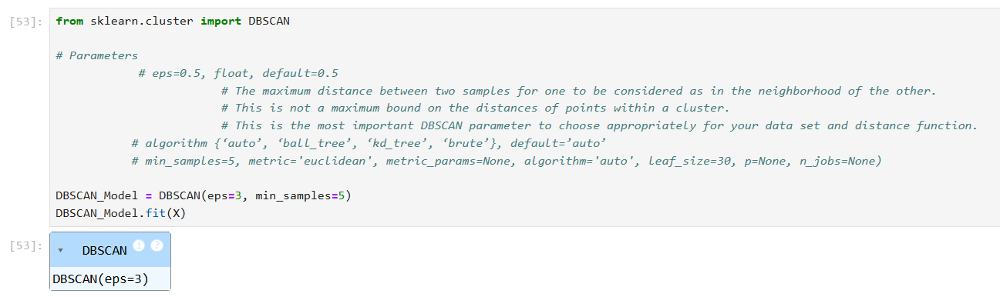 [53]:
from sklearn.cluster import DBSCAN
# Parameters
# eps=0.5, float, default=0.5
# The maximum distance between two samples for one to be considered as in the neighborhood of the other.
# This is not a maximum bound on the distances of points within a cluster.
# This is the most important DBSCAN parameter to choose appropriately for your data set and distance function.
# algorithm {‘auto’, ‘ball_tree’, ‘kd_tree’, ‘brute’}, default=’auto’
# min_samples=5, metric='euclidean', metric_params=None, algorithm='auto', leaf_size=30, p=None, n_jobs=None)
DBSCAN_Model = DBSCAN(eps=3, min_samples=5)
DBSCAN_Model.fit(X)
[53]:
DBSCAN i ?
DBSCAN(eps=3)